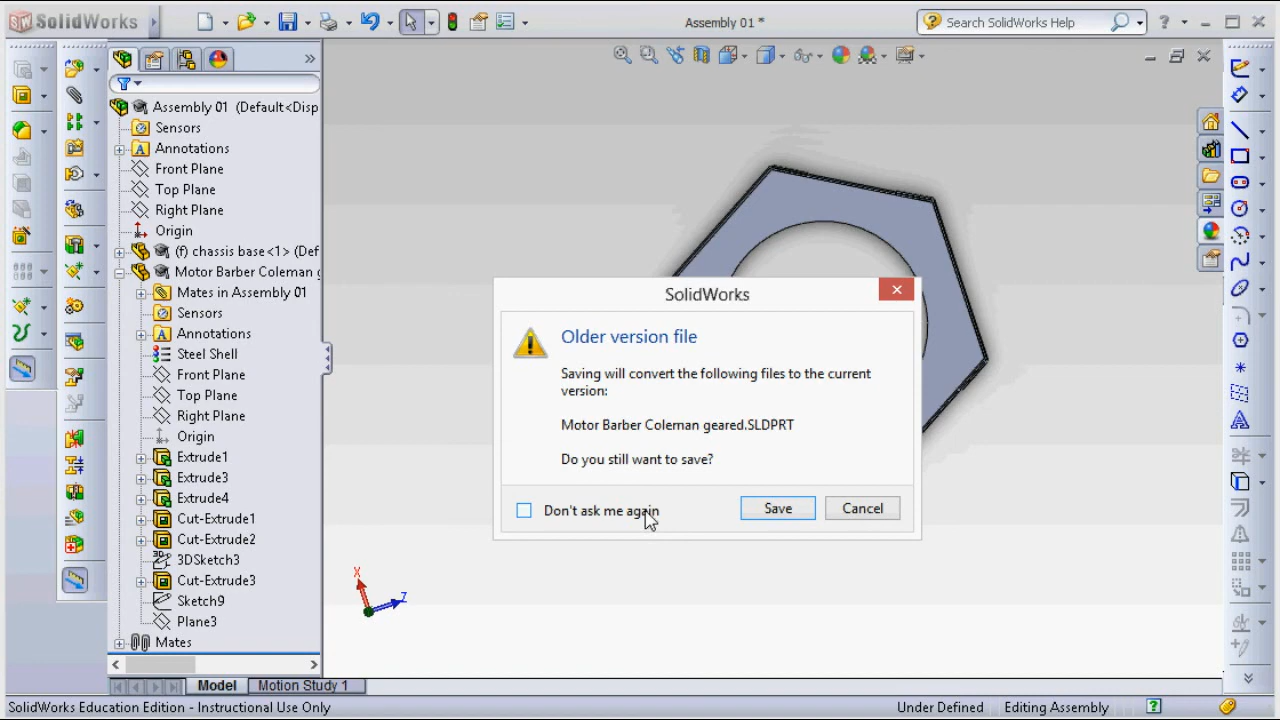 SolidWorks
Assembly 01 *
Search SolidWorks Help
Assembly 01 (Default<Disp
Sensors
Annotations
Front Plane
Top Plane
Right Plane
Origin
(f) chassis base<1> (Def
Motor Barber Coleman g
Mates in Assembly 01
Sensors
Annotations
Steel Shell
Front Plane
Top Plane
Right Plane
Origin
Extrude1
Extrude3
Extrude4
Cut-Extrude1
Cut-Extrude2
3DSketch3
Cut-Extrude3
Sketch9
Plane3
Mates
SolidWorks
Older version file
Saving will convert the following files to the current
version:
Motor Barber Coleman geared.SLDPRT
Do you still want to save?
Don't ask me again
Save
Cancel
X
Z
Model
Motion Study 1
SolidWorks Education Edition - Instructional Use Only
Under Defined
Editing Assembly